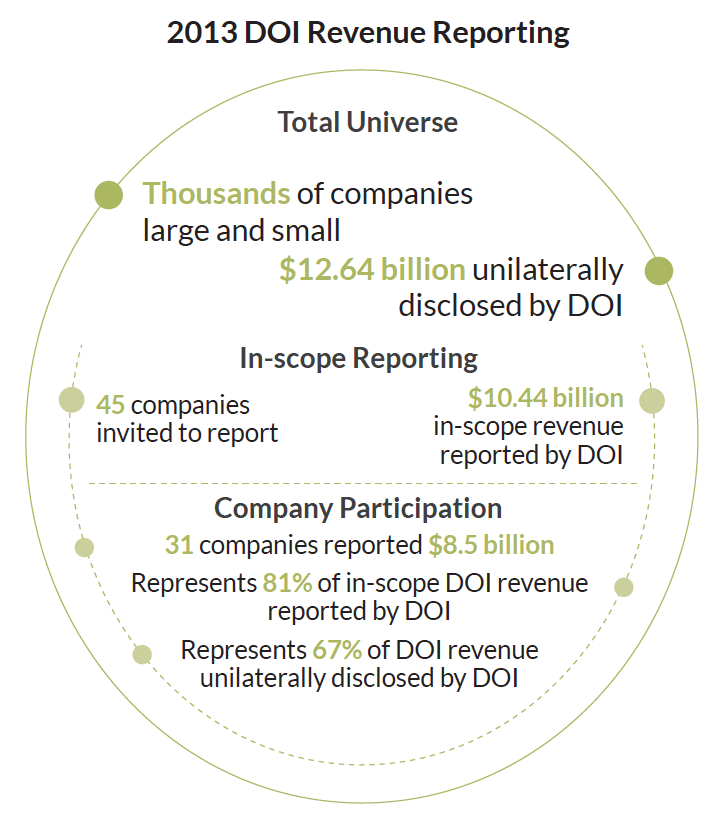 2013 DOI Revenue Reporting
Total Universe
Thousands of companies
large and small
$12.64 billion unilaterally
disclosed by DOI
In-scope Reporting
45 companies
invited to report
$10.44 billion
in-scope revenue
reported by DOI
Company Participation
31 companies reported $8.5 billion
Represents 81% of in-scope DOI revenue
reported by DOI
Represents 67% of DOI revenue
unilaterally disclosed by DOI